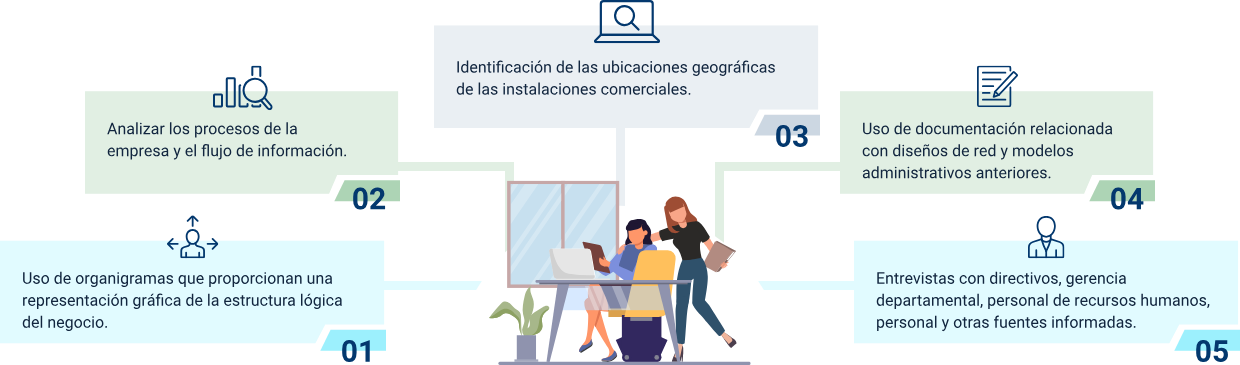 Uso de organigramas que proporcionan una
representación gráfica de la estructura lógica
del negocio.
01
Analizar los procesos de la
empresa y el flujo de información.
02
Identificación de las ubicaciones geográficas
de las instalaciones comerciales.
03
Uso de documentación relacionada
con diseños de red y modelos
administrativos anteriores.
04
Entrevistas con directivos, gerencia
departamental, personal de recursos humanos,
personal y otras fuentes informadas.
05